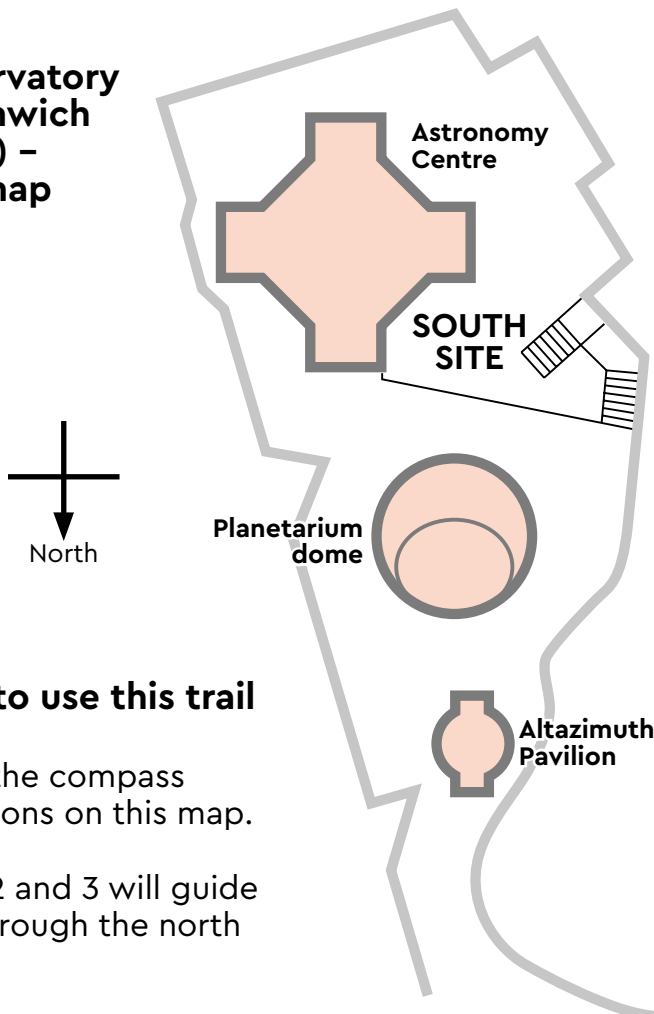 rvatory
nwich
) –
nap
Astronomy
Centre
SOUTH
SITE
North
Planetarium
dome
to use this trail
Altazimuth
Pavilion
the compass
ons on this map.
2 and 3 will guide
rough the north